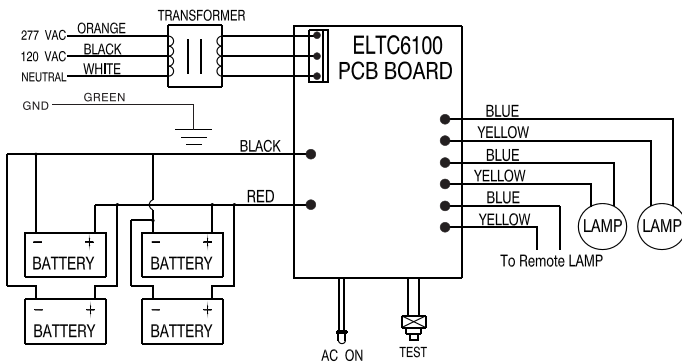 TRANSFORMER
277 VAC ORANGE
120 VAC BLACK
NEUTRAL WHITE
GND GREEN
ELTC6100
PCB BOARD
BLACK
RED
BLUE
YELLOW
BLUE
YELLOW
BLUE
YELLOW
LAMP
LAMP
To Remote LAMP
- +
BATTERY
- +
BATTERY
- +
BATTERY
- +
BATTERY
AC ON
TEST